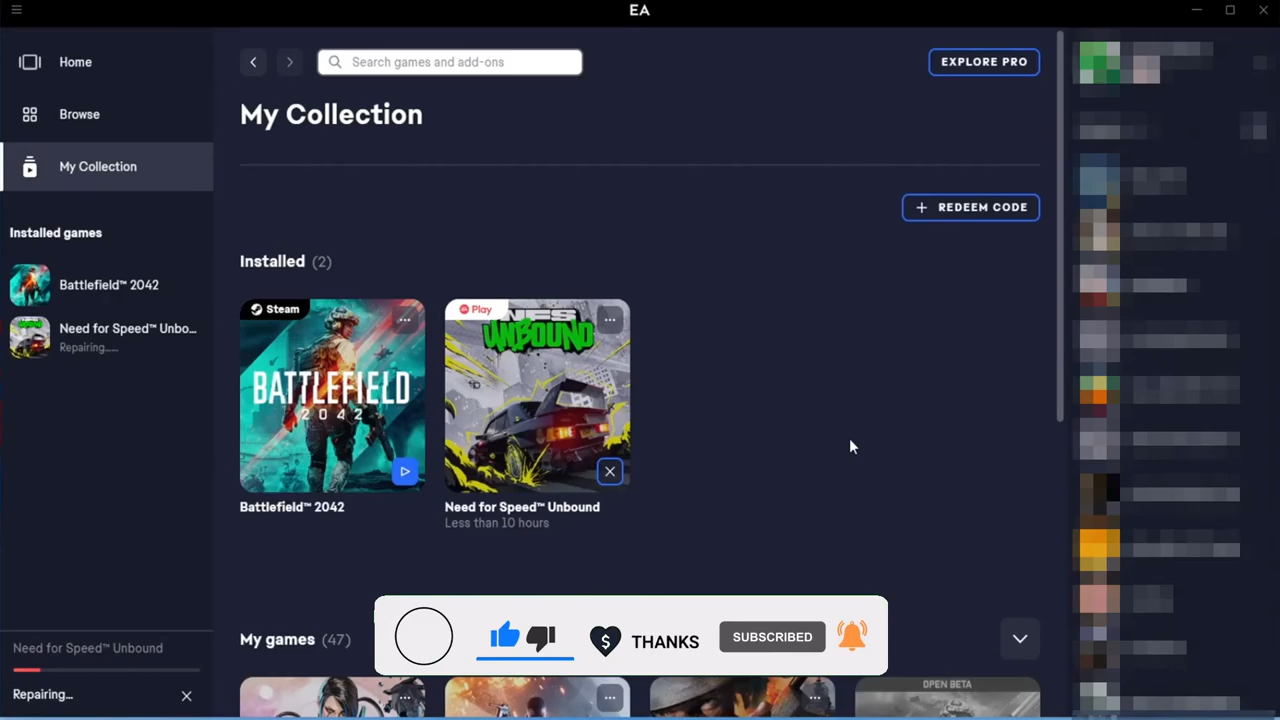 EA
Home
Browse
My Collection
Installed games
Battlefield™ 2042
Need for Speed™ Unbo...
Repairing......
Need for Speed™ Unbound
Repairing...
Search games and add-ons
EXPLORE PRO
My Collection
+ REDEEM CODE
Installed (2)
Steam
BATTLEFIELD
2042
Battlefield™ 2042
Play
NFS
UNBOUND
Need for Speed™ Unbound
Less than 10 hours
My games (47)
THANKS
SUBSCRIBED
OPEN BETA